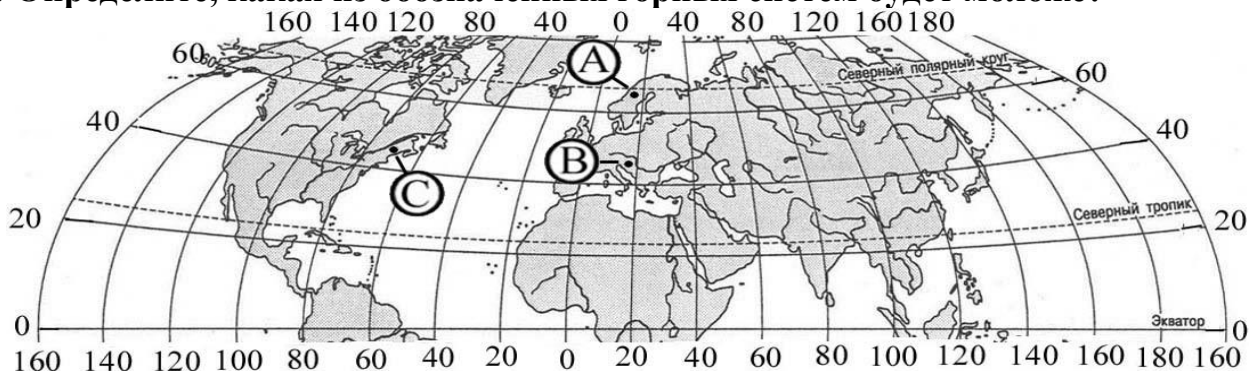 Определите, какая из обозначенных горных систем будет моложе?
160 140 120 80 40 0 40 80 120 160 180
Северный полярный круг
60 60
A
40 40
B
C
Северный тропик
20 20
Экватор
0 0
160 120 100 80 60 40 0 20 40 60 80 100 120 140 160 180 160